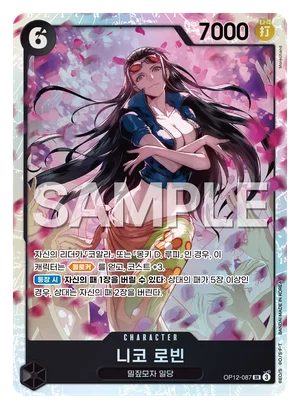 6
7000
타격
打
SAMPLE
자신의 리더가 「코알라」 또는 「몽키 D. 루피」인 경우, 이
캐릭터는 블로커 를 얻고, 코스트 +3.
등장 시 자신의 패 1장을 버릴 수 있다: 상대의 패가 5장 이상인
경우, 상대는 자신의 패 2장을 버린다.
CHARACTER
니코 로빈
밀짚모자 일당
OP12-087 SR 3